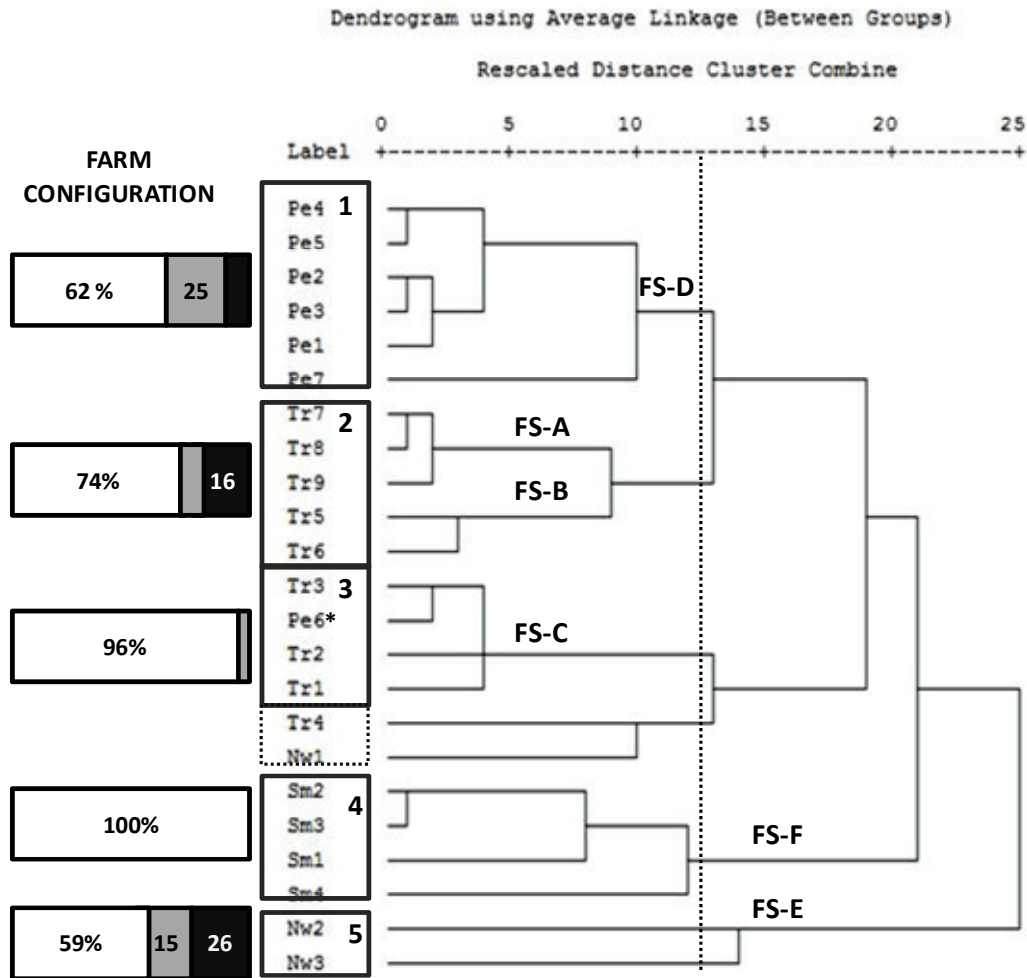 Dendrogram using Average Linkage (Between Groups)
Rescaled Distance Cluster Combine
0 5 10 15 20 25
Label +---------+---------+---------+---------+---------+
FARM
CONFIGURATION
Pe4 1
Pe5
Pe2
62 % 25
FS-D
Pe3
Pe1
Pe7
Tr7 2
FS-A
Tr8
74% 16
Tr9
FS-B
Tr5
Tr6
Tr3 3
Pe6*
FS-C
96%
Tr2
Tr1
Tr4
Nw1
Sm2 4
100%
Sm3
FS-F
Sm1
Sm4
FS-E
Nw2 5
59% 15 26
Nw3